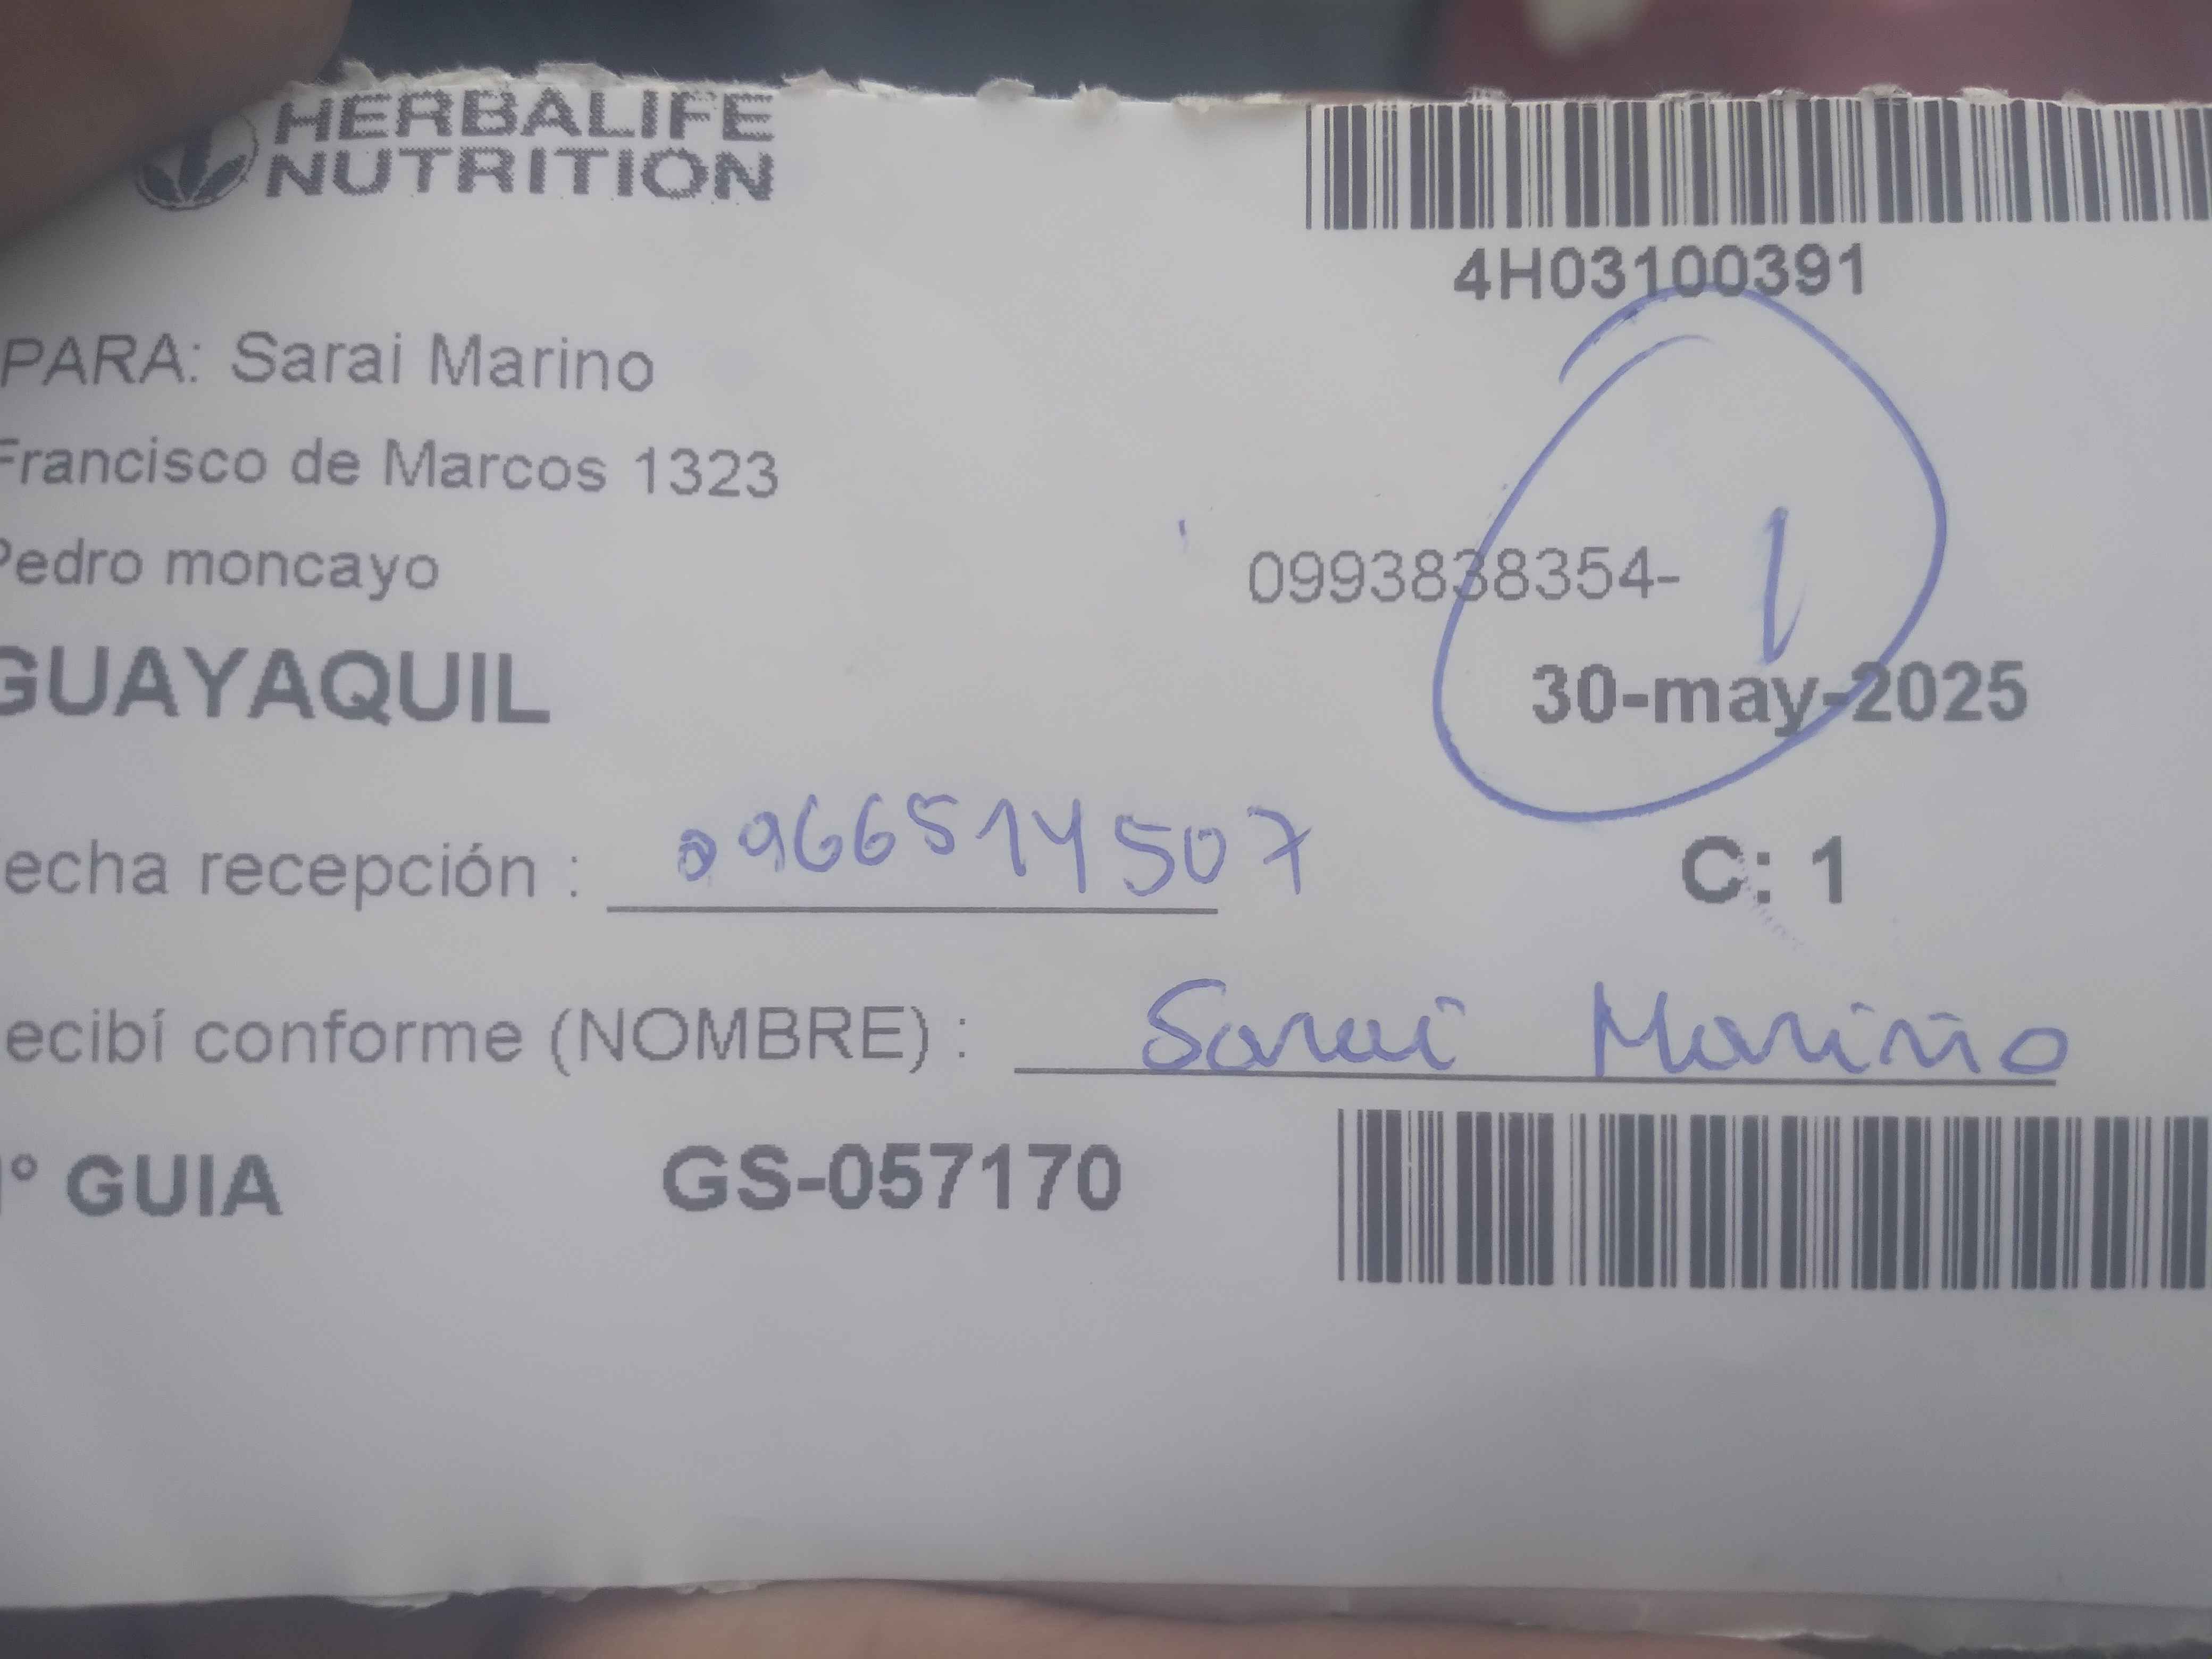 HERBALIFE
NUTRITION
4H03100391
PARA: Sarai Marino
Francisco de Marcos 1323
Pedro moncayo
0993838354-
1
GUAYAQUIL
30-may-2025
echa recepción : 0966514507
C: 1
ecibí conforme (NOMBRE) : Sarai Mariño
° GUIA GS-057170